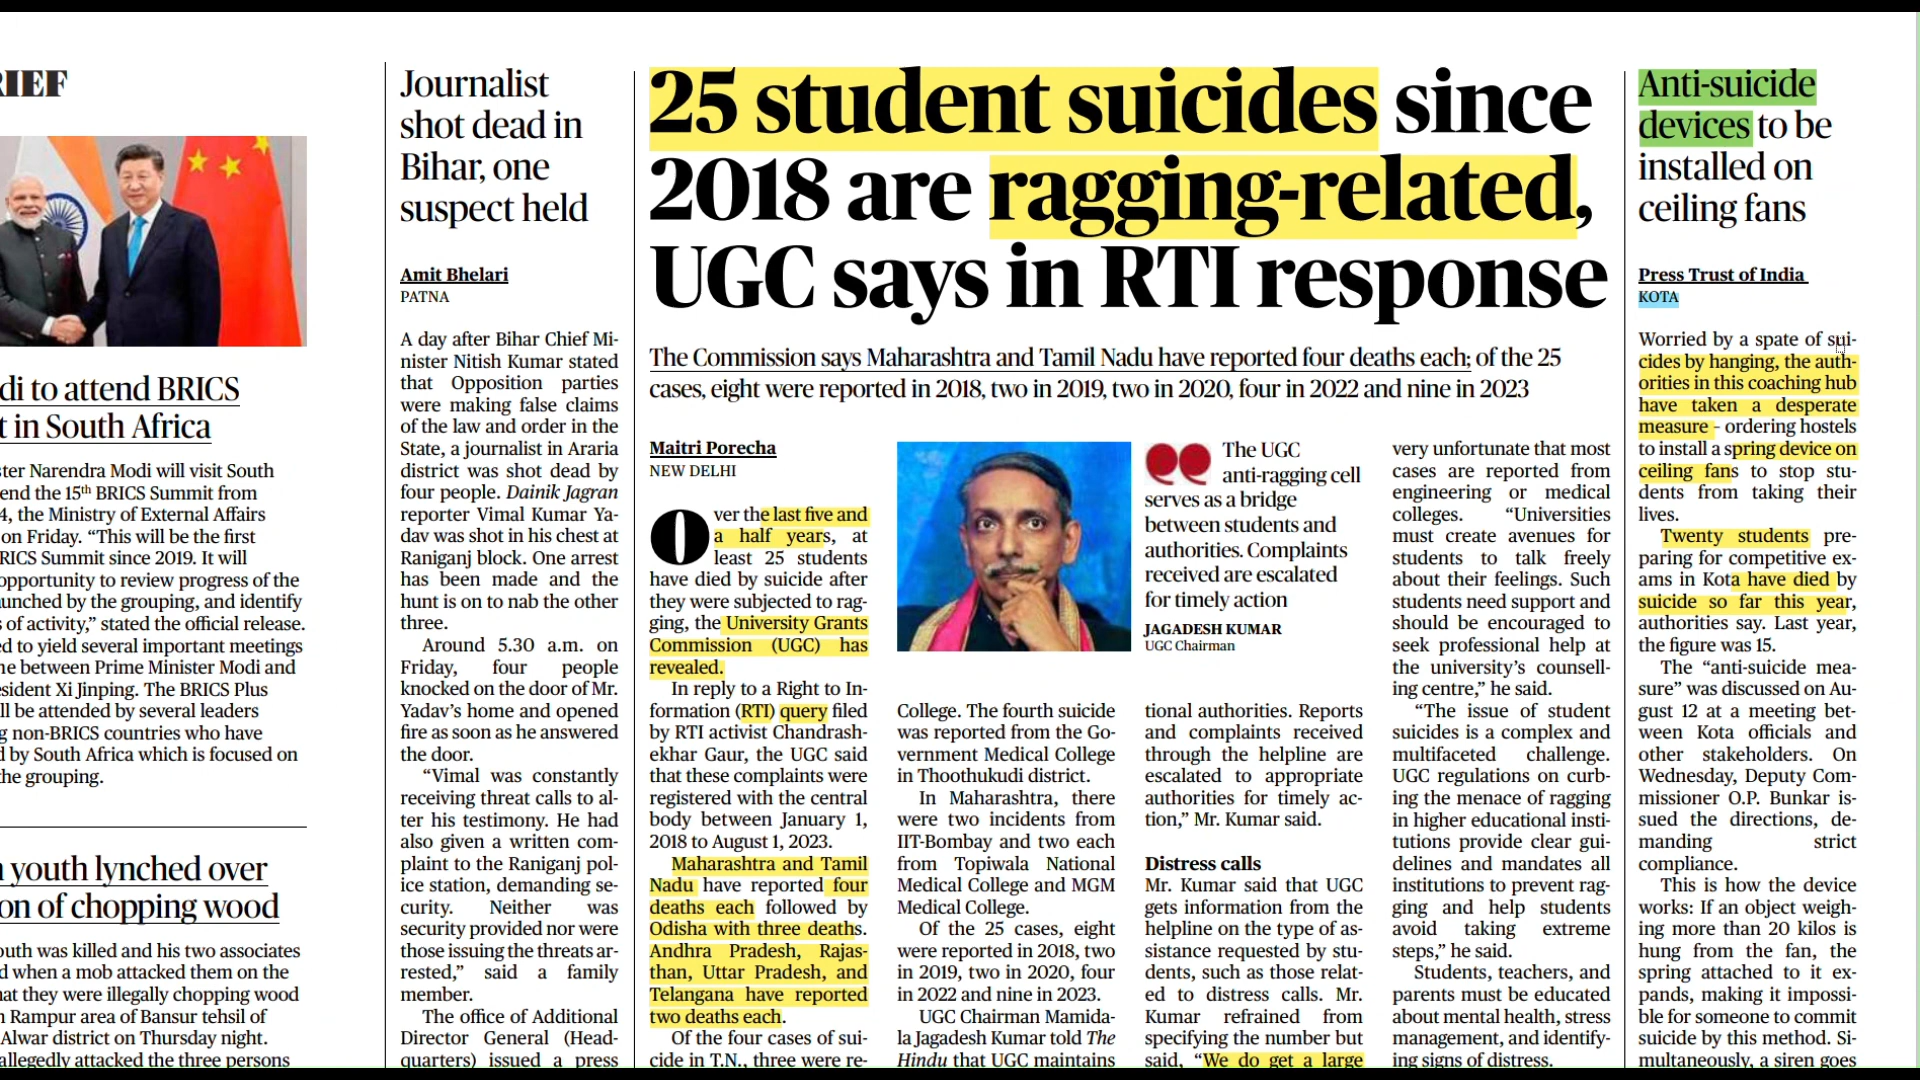 RIEF
di to attend BRICS
t in South Africa
ster Narendra Modi will visit South
end the 15th BRICS Summit from
4, the Ministry of External Affairs
on Friday. “This will be the first
RICS Summit since 2019. It will
opportunity to review progress of the
unched by the grouping, and identify
s of activity,” stated the official release.
ed to yield several important meetings
ne between Prime Minister Modi and
esident Xi Jinping. The BRICS Plus
ll be attended by several leaders
g non-BRICS countries who have
d by South Africa which is focused on
the grouping.
n youth lynched over
on of chopping wood
outh was killed and his two associates
d when a mob attacked them on the
hat they were illegally chopping wood
n Rampur area of Bansur tehsil of
Alwar district on Thursday night.
allegedly attacked the three persons
Journalist
shot dead in
Bihar, one
suspect held
Amit Bhelari
PATNA
A day after Bihar Chief Mi-
nister Nitish Kumar stated
that Opposition parties
were making false claims
of the law and order in the
State, a journalist in Araria
district was shot dead by
four people. Dainik Jagran
reporter Vimal Kumar Ya-
dav was shot in his chest at
Raniganj block. One arrest
has been made and the
hunt is on to nab the other
three.
Around 5.30 a.m. on
Friday, four people
knocked on the door of Mr.
Yadav’s home and opened
fire as soon as he answered
the door.
“Vimal was constantly
receiving threat calls to al-
ter his testimony. He had
also given a written com-
plaint to the Raniganj pol-
ice station, demanding se-
curity. Neither was
security provided nor were
those issuing the threats ar-
rested,” said a family
member.
The office of Additional
Director General (Head-
quarters) issued a press
25 student suicides since
2018 are ragging-related,
UGC says in RTI response
The Commission says Maharashtra and Tamil Nadu have reported four deaths each; of the 25
cases, eight were reported in 2018, two in 2019, two in 2020, four in 2022 and nine in 2023
Maitri Porecha
NEW DELHI
Over the last five and
a half years, at
least 25 students
have died by suicide after
they were subjected to rag-
ging, the University Grants
Commission (UGC) has
revealed.
In reply to a Right to In-
formation (RTI) query filed
by RTI activist Chandrash-
ekhar Gaur, the UGC said
that these complaints were
registered with the central
body between January 1,
2018 to August 1, 2023.
Maharashtra and Tamil
Nadu have reported four
deaths each followed by
Odisha with three deaths.
Andhra Pradesh, Rajas-
than, Uttar Pradesh, and
Telangana have reported
two deaths each.
Of the four cases of sui-
cide in T.N., three were re-
College. The fourth suicide
was reported from the Go-
vernment Medical College
in Thoothukudi district.
In Maharashtra, there
were two incidents from
IIT-Bombay and two each
from Topiwala National
Medical College and MGM
Medical College.
Of the 25 cases, eight
were reported in 2018, two
in 2019, two in 2020, four
in 2022 and nine in 2023.
UGC Chairman Mamida-
la Jagadesh Kumar told The
Hindu that UGC maintains
The UGC
anti-ragging cell
serves as a bridge
between students and
authorities. Complaints
received are escalated
for timely action
JAGADESH KUMAR
UGC Chairman
tional authorities. Reports
and complaints received
through the helpline are
escalated to appropriate
authorities for timely ac-
tion,” Mr. Kumar said.
Distress calls
Mr. Kumar said that UGC
gets information from the
helpline on the type of as-
sistance requested by stu-
dents, such as those relat-
ed to distress calls. Mr.
Kumar refrained from
specifying the number but
said, “We do get a large
very unfortunate that most
cases are reported from
engineering or medical
colleges. “Universities
must create avenues for
students to talk freely
about their feelings. Such
students need support and
should be encouraged to
seek professional help at
the university’s counsell-
ing centre,” he said.
“The issue of student
suicides is a complex and
multifaceted challenge.
UGC regulations on curb-
ing the menace of ragging
in higher educational insti-
tutions provide clear gui-
delines and mandates all
institutions to prevent rag-
ging and help students
avoid taking extreme
steps,” he said.
Students, teachers, and
parents must be educated
about mental health, stress
management, and identify-
ing signs of distress.
Anti-suicide
devices to be
installed on
ceiling fans
Press Trust of India
KOTA
Worried by a spate of sui-
cides by hanging, the auth-
orities in this coaching hub
have taken a desperate
measure - ordering hostels
to install a spring device on
ceiling fans to stop stu-
dents from taking their
lives.
Twenty students pre-
paring for competitive ex-
ams in Kota have died by
suicide so far this year,
authorities say. Last year,
the figure was 15.
The “anti-suicide mea-
sure” was discussed on Au-
gust 12 at a meeting bet-
ween Kota officials and
other stakeholders. On
Wednesday, Deputy Com-
missioner O.P. Bunkar is-
sued the directions, de-
manding strict
compliance.
This is how the device
works: If an object weigh-
ing more than 20 kilos is
hung from the fan, the
spring attached to it ex-
pands, making it impossi-
ble for someone to commit
suicide by this method. Si-
multaneously, a siren goes